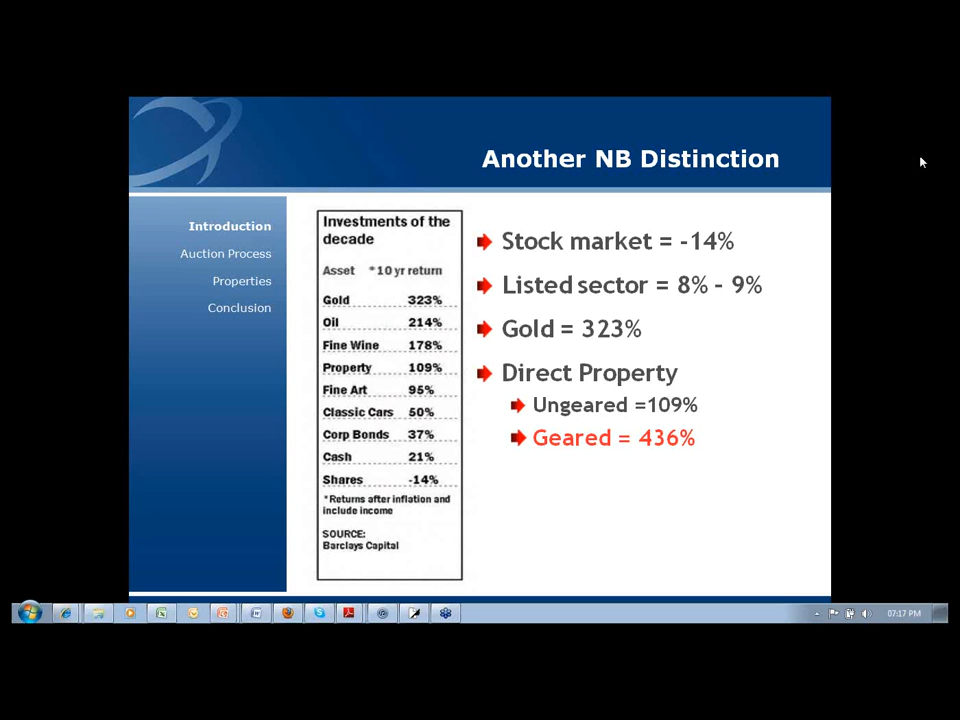 Another NB Distinction
Introduction
Auction Process
Properties
Conclusion
Investments of the
decade
Asset *10 yr return
Gold 323%
Oil 214%
Fine Wine 178%
Property 109%
Fine Art 95%
Classic Cars 50%
Corp Bonds 37%
Cash 21%
Shares -14%
*Returns after inflation and
include income
SOURCE:
Barclays Capital
Stock market = -14%
Listed sector = 8% - 9%
Gold = 323%
Direct Property
Ungeared =109%
Geared = 436%
07:17 PM